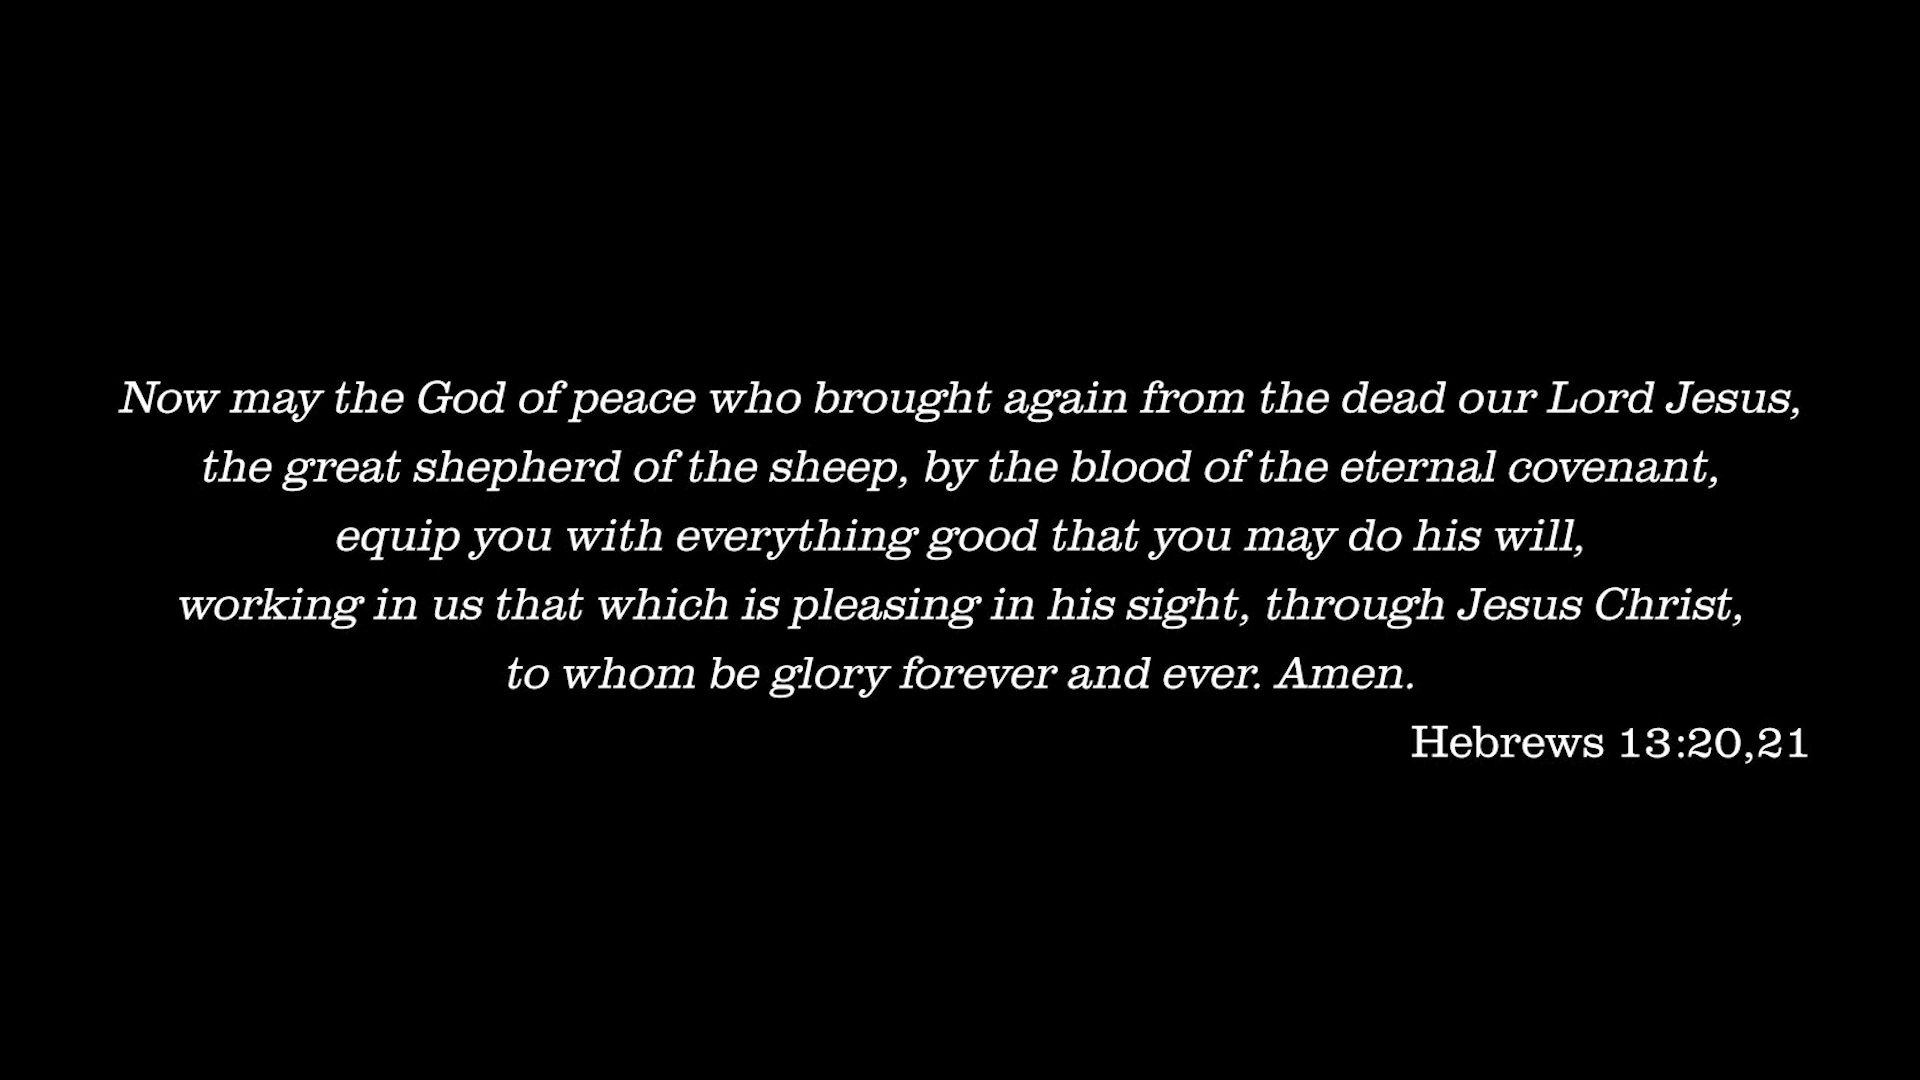 Now may the God of peace who brought again from the dead our Lord Jesus,
the great shepherd of the sheep, by the blood of the eternal covenant,
equip you with everything good that you may do his will,
working in us that which is pleasing in his sight, through Jesus Christ,
to whom be glory forever and ever. Amen.
Hebrews 13:20,21